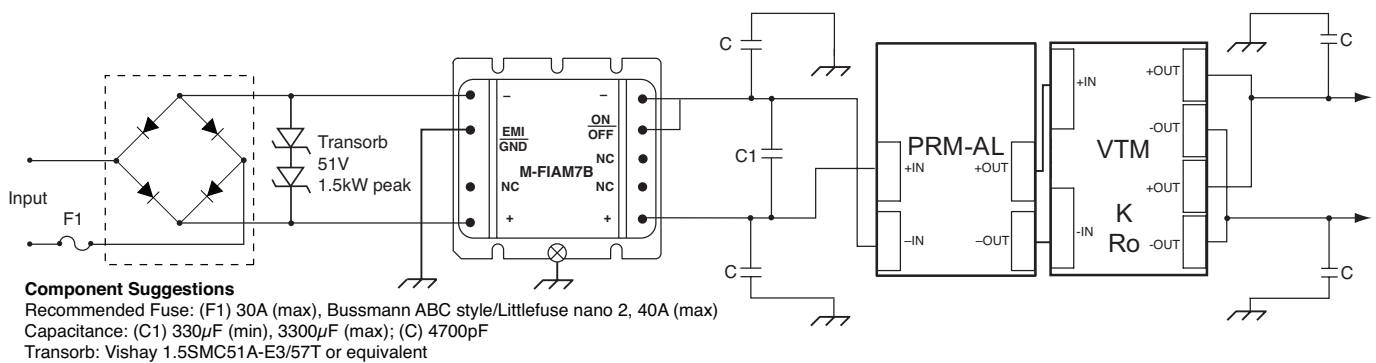 C
C
–
–
PRM-AL
VTM
+IN
+OUT
-OUT
+OUT
-OUT
-IN
K
Ro
Transorb
51V
1.5kW peak
EMI
GND
ON
OFF
NC
M-FIAM7B
NC
NC
+
+
C1
+IN
+OUT
–IN
–OUT
Input
F1
C
C
Component Suggestions
Recommended Fuse: (F1) 30A (max), Bussmann ABC style/Littlefuse nano 2, 40A (max)
Capacitance: (C1) 330µF (min), 3300µF (max); (C) 4700pF
Transorb: Vishay 1.5SMC51A-E3/57T or equivalent